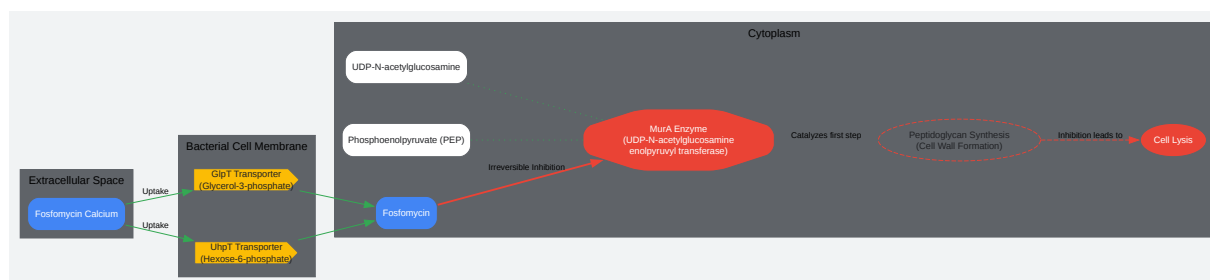 Cytoplasm
UDP-N-acetylglucosamine
Phosphoenolpyruvate (PEP)
MurA Enzyme
(UDP-N-acetylglucosamine
enolpyruvyl transferase)
Catalyzes first step
Peptidoglycan Synthesis
(Cell Wall Formation)
Inhibition leads to
Cell Lysis
Irreversible Inhibition
Bacterial Cell Membrane
GlpT Transporter
(Glycerol-3-phosphate)
Extracellular Space
Uptake
Fosfomycin Calcium
Fosfomycin
Uptake
UhpT Transporter
(Hexose-6-phosphate)